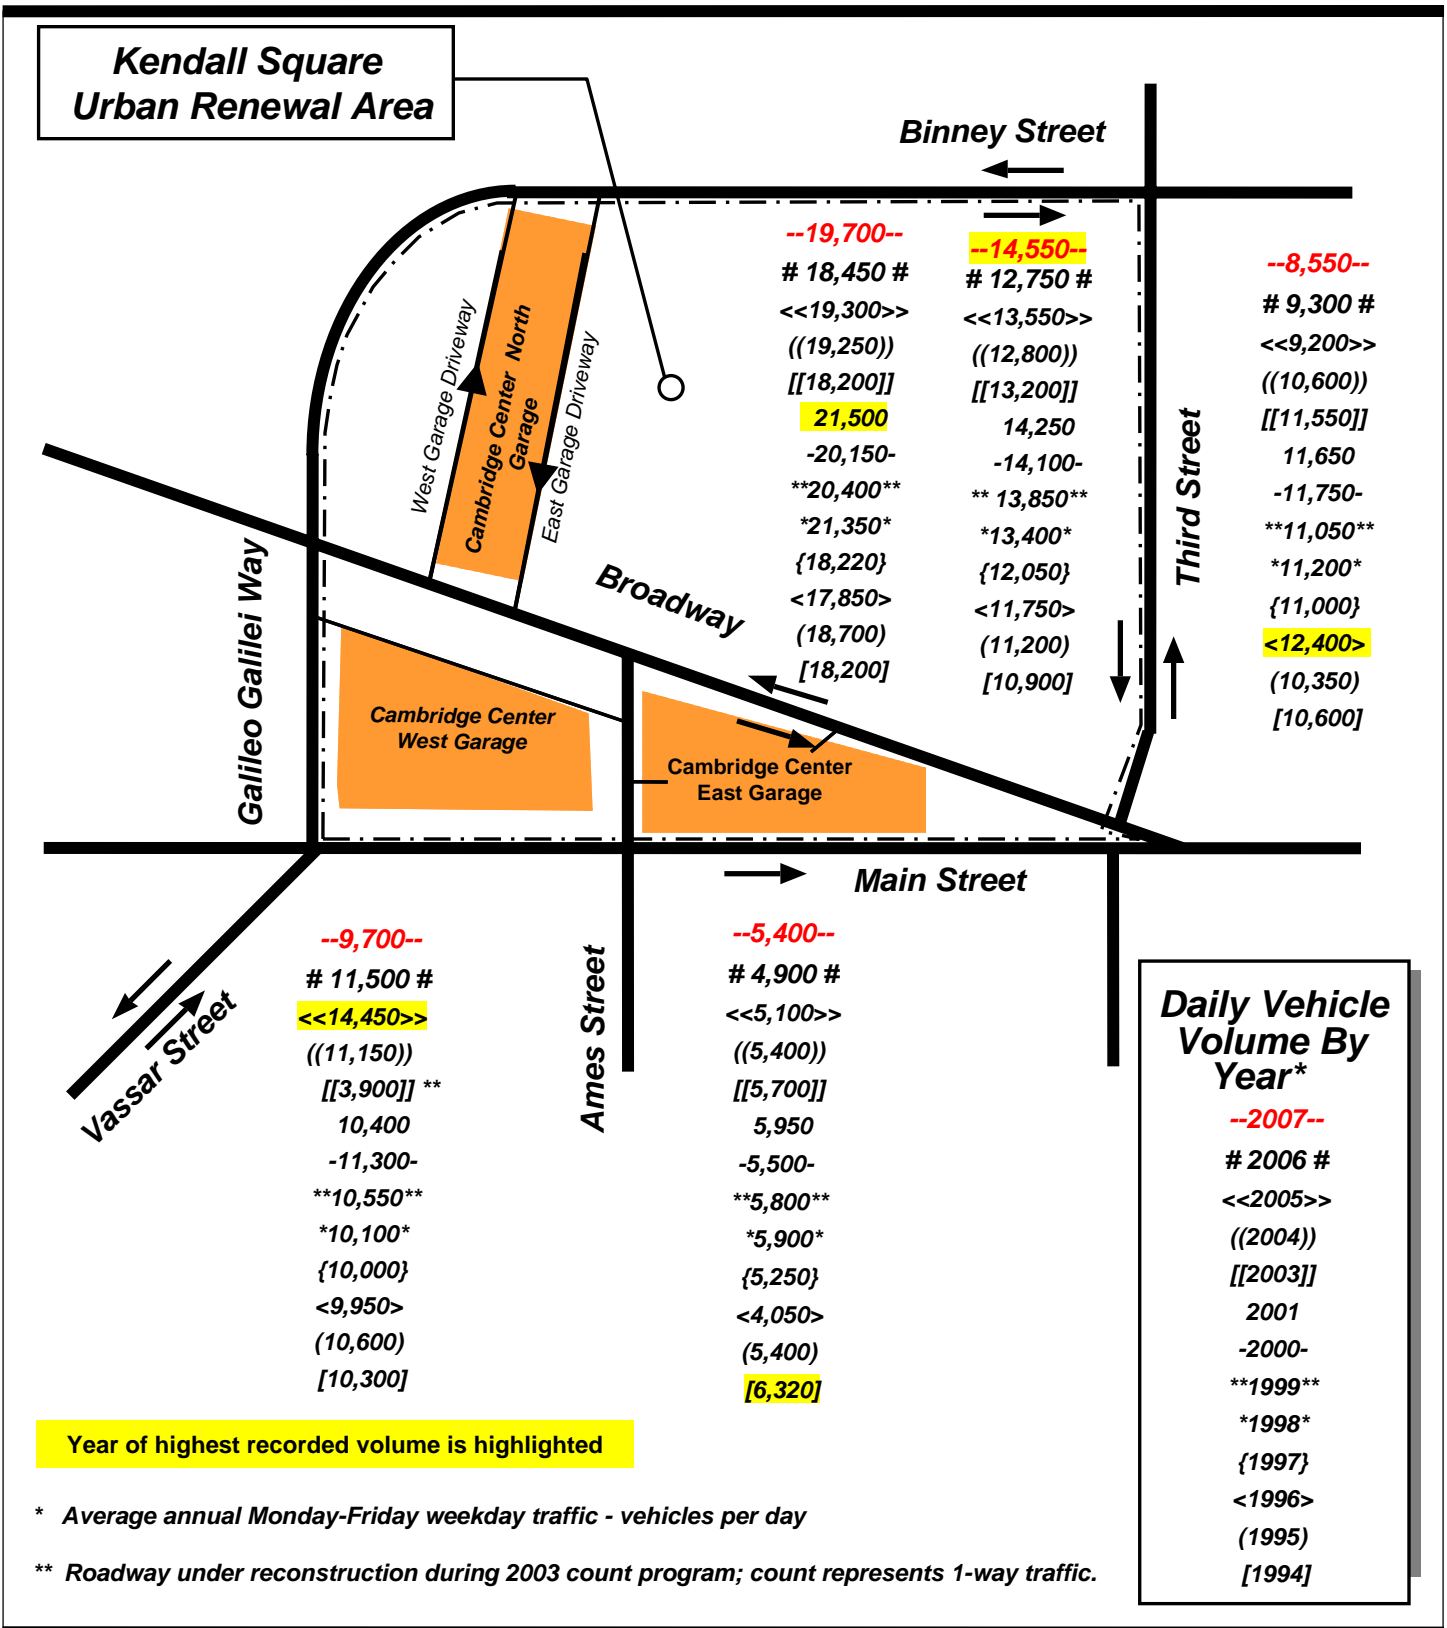 Kendall Square
Urban Renewal Area
Binney Street
--19,700--
# 18,450 #
<<19,300>>
((19,250))
[[18,200]]
21,500
-20,150-
**20,400**
*21,350*
{18,220}
<17,850>
(18,700)
[18,200]
--14,550--
# 12,750 #
<<13,550>>
((12,800))
[[13,200]]
14,250
-14,100-
** 13,850**
*13,400*
{12,050}
<11,750>
(11,200)
[10,900]
--8,550--
# 9,300 #
<<9,200>>
((10,600))
[[11,550]]
11,650
-11,750-
**11,050**
*11,200*
{11,000}
<12,400>
(10,350)
[10,600]
West Garage Driveway
Cambridge Center North
Garage
East Garage Driveway
Third Street
Galileo Galilei Way
Broadway
Cambridge Center
West Garage
Cambridge Center
East Garage
Main Street
Vassar Street
Ames Street
--9,700--
# 11,500 #
<<14,450>>
((11,150))
[[3,900]] **
10,400
-11,300-
**10,550**
*10,100*
{10,000}
<9,950>
(10,600)
[10,300]
--5,400--
# 4,900 #
<<5,100>>
((5,400))
[[5,700]]
5,950
-5,500-
**5,800**
*5,900*
{5,250}
<4,050>
(5,400)
[6,320]
Daily Vehicle
Volume By
Year*
--2007--
# 2006 #
<<2005>>
((2004))
[[2003]]
2001
-2000-
**1999**
*1998*
{1997}
<1996>
(1995)
[1994]
Year of highest recorded volume is highlighted
* Average annual Monday-Friday weekday traffic - vehicles per day
** Roadway under reconstruction during 2003 count program; count represents 1-way traffic.